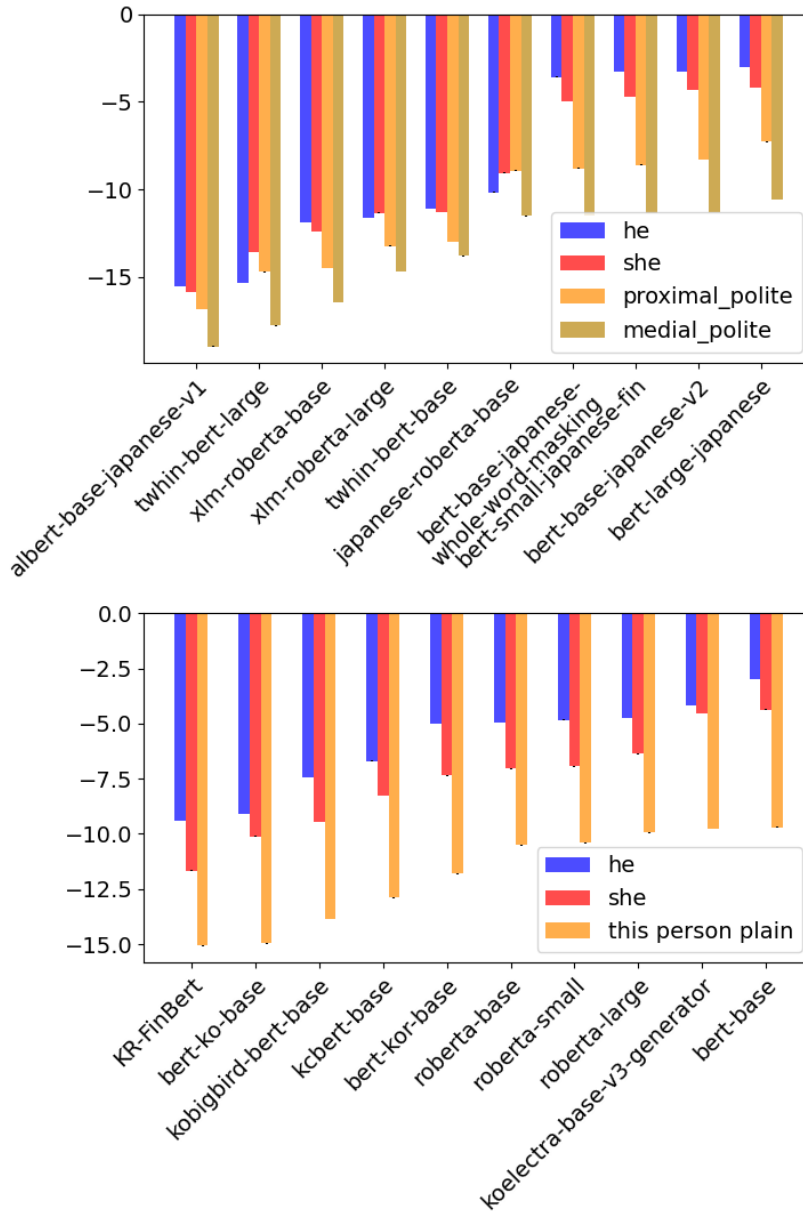 0
−5
−10
−15
he
she
proximal_polite
medial_polite
albert-base-japanese-v1
twhin-bert-large
xlm-roberta-base
xlm-roberta-large
twhin-bert-base
japanese-roberta-base
bert-base-japanese-
whole-word-masking
bert-small-japanese-fin
bert-base-japanese-v2
bert-large-japanese
0.0
−2.5
−5.0
−7.5
−10.0
−12.5
−15.0
he
she
this person plain
KR-FinBert
bert-ko-base
kobigbird-bert-base
kcbert-base
bert-kor-base
roberta-base
roberta-small
roberta-large
koelectra-base-v3-generator
bert-base